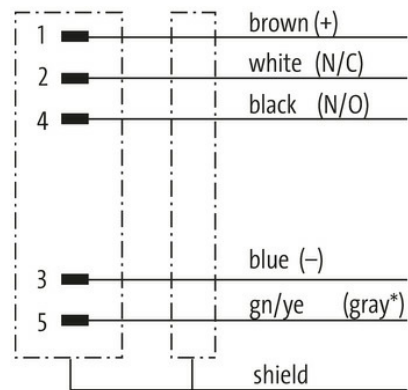 1 brown (+)
2 white (N/C)
4 black (N/O)
3 blue (–)
5 gn/ye (gray*)
shield